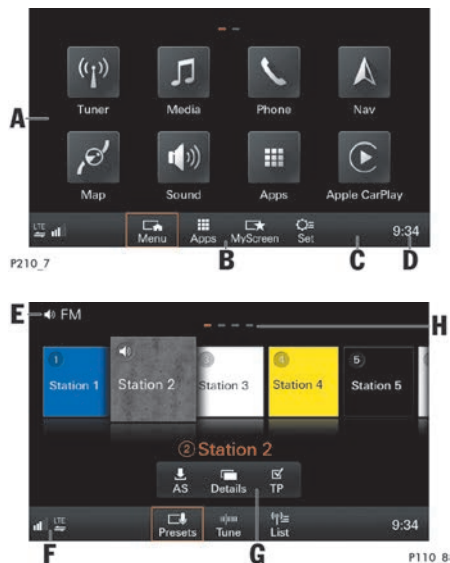 Tuner Media Phone Nav
A
Map Sound Apps Apple CarPlay
LTE
Menu Apps MyScreen Set 9:34
B C D
P210_7
E FM H
1 4 5
Station 1 Station 2 Station 3 Station 4 Station 5
2 Station 2
AS Details TP
LTE Presets Tune List 9:34
F G